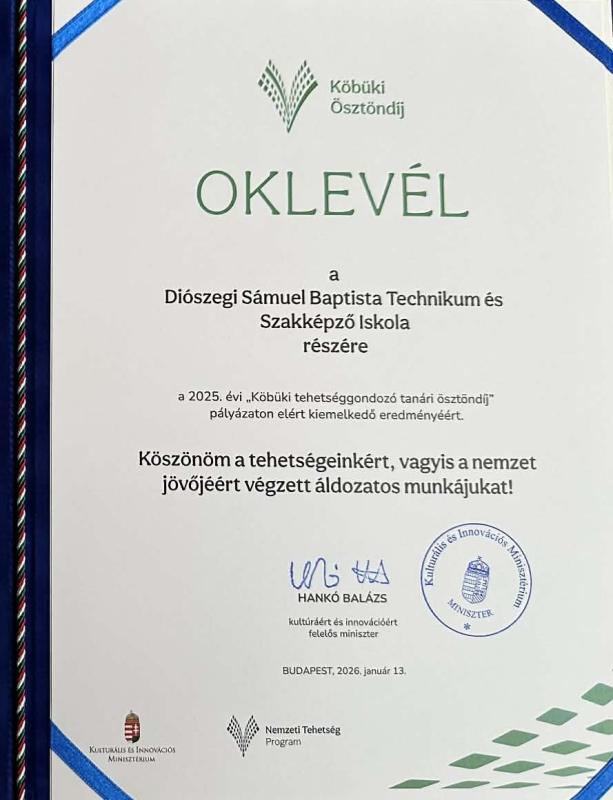 Köbüki
Ösztöndíj
OKLEVÉL
a
Diószegi Sámuel Baptista Technikum és
Szakképző Iskola
részére
a 2025. évi „Köbüki tehetséggondozó tanári ösztöndíj”
pályázaton elért kiemelkedő eredményéért.
Köszönöm a tehetségeinkért, vagyis a nemzet
jövőjéért végzett áldozatos munkájukat!
HANKÓ BALÁZS
kultúráért és innovációért
felelős miniszter
Kulturális és Innovációs Minisztérium
MINISZTER
*
BUDAPEST, 2026. január 13.
KULTURÁLIS ÉS INNOVÁCIÓS
MINISZTÉRIUM
Nemzeti Tehetség
Program